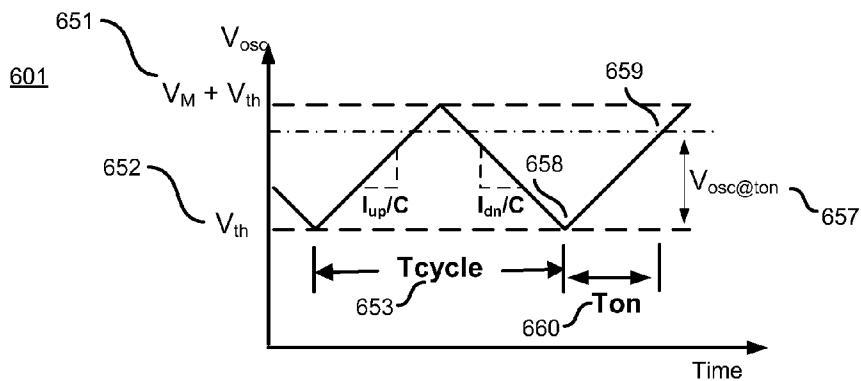 651
V_osc
601
V_M + V_th
659
652
658
V_osc@ton
I_up/C
I_dn/C
657
V_th
Tcycle
653
Ton
660
Time